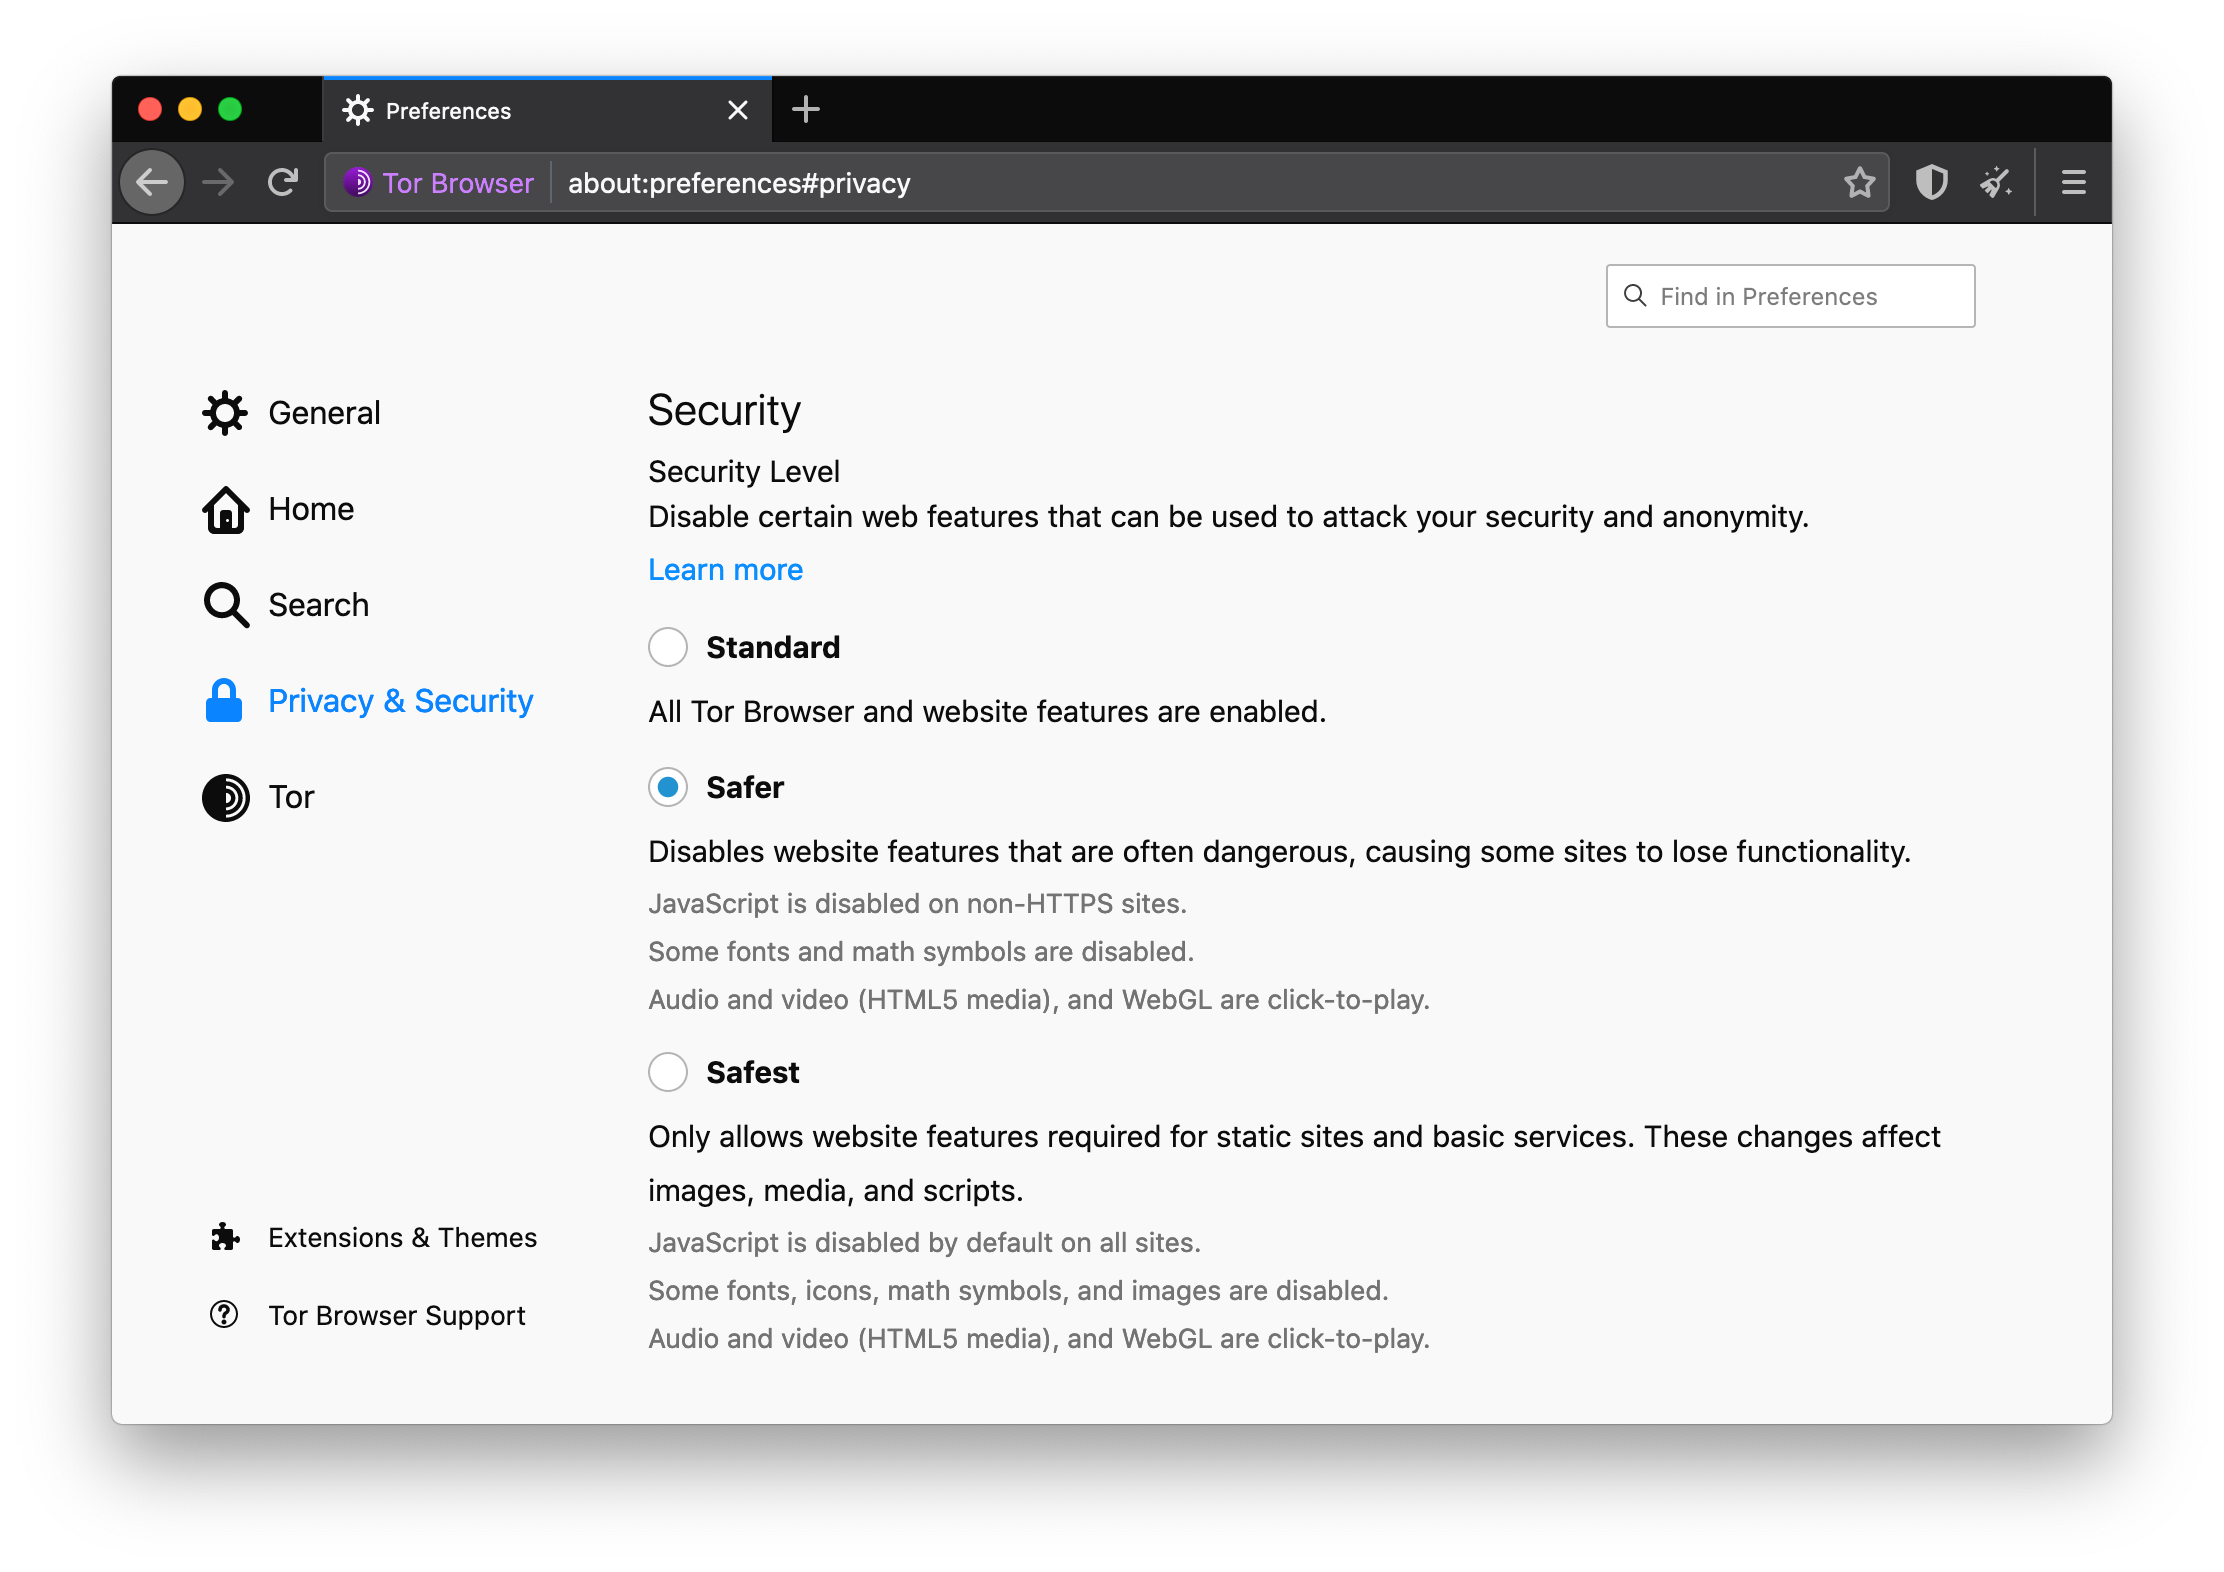 Preferences
Tor Browser
about:preferences#privacy
Find in Preferences
General
Home
Search
Privacy & Security
Tor
Extensions & Themes
Tor Browser Support
Security
Security Level
Disable certain web features that can be used to attack your security and anonymity.
Learn more
Standard
All Tor Browser and website features are enabled.
Safer
Disables website features that are often dangerous, causing some sites to lose functionality.
JavaScript is disabled on non-HTTPS sites.
Some fonts and math symbols are disabled.
Audio and video (HTML5 media), and WebGL are click-to-play.
Safest
Only allows website features required for static sites and basic services. These changes affect
images, media, and scripts.
JavaScript is disabled by default on all sites.
Some fonts, icons, math symbols, and images are disabled.
Audio and video (HTML5 media), and WebGL are click-to-play.